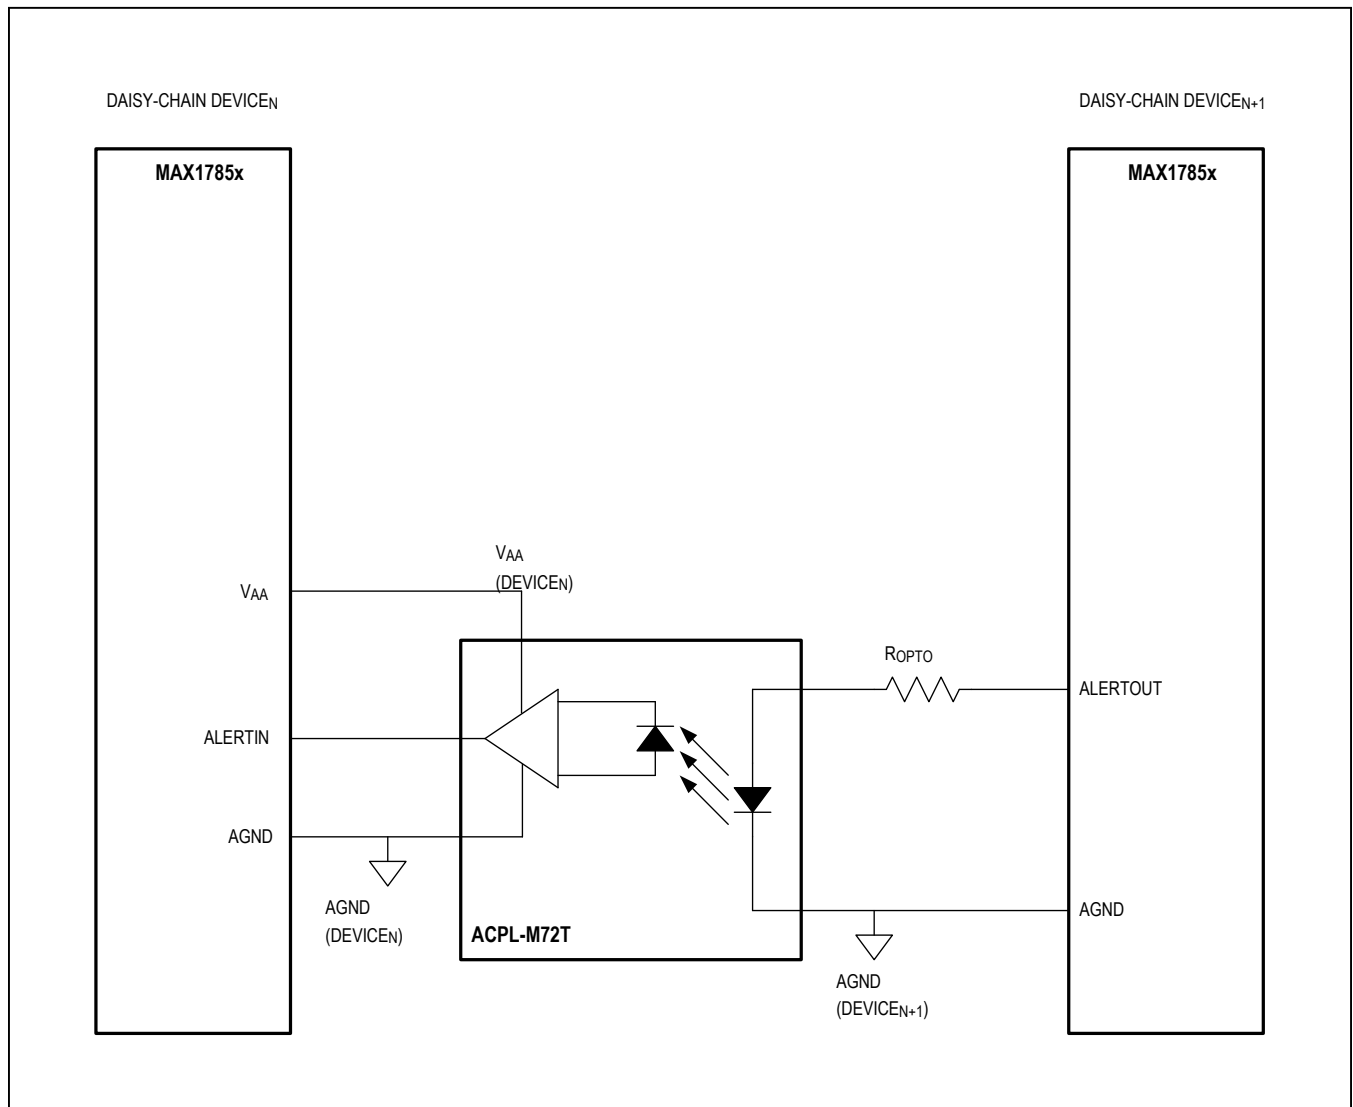 DAISY-CHAIN DEVICEN
DAISY-CHAIN DEVICEN+1
MAX1785x
MAX1785x
VAA
(DEVICEN)
VAA
ROPTO
ALERTOUT
ALERTIN
AGND
AGND
(DEVICEN)
ACPL-M72T
AGND
AGND
(DEVICEN+1)